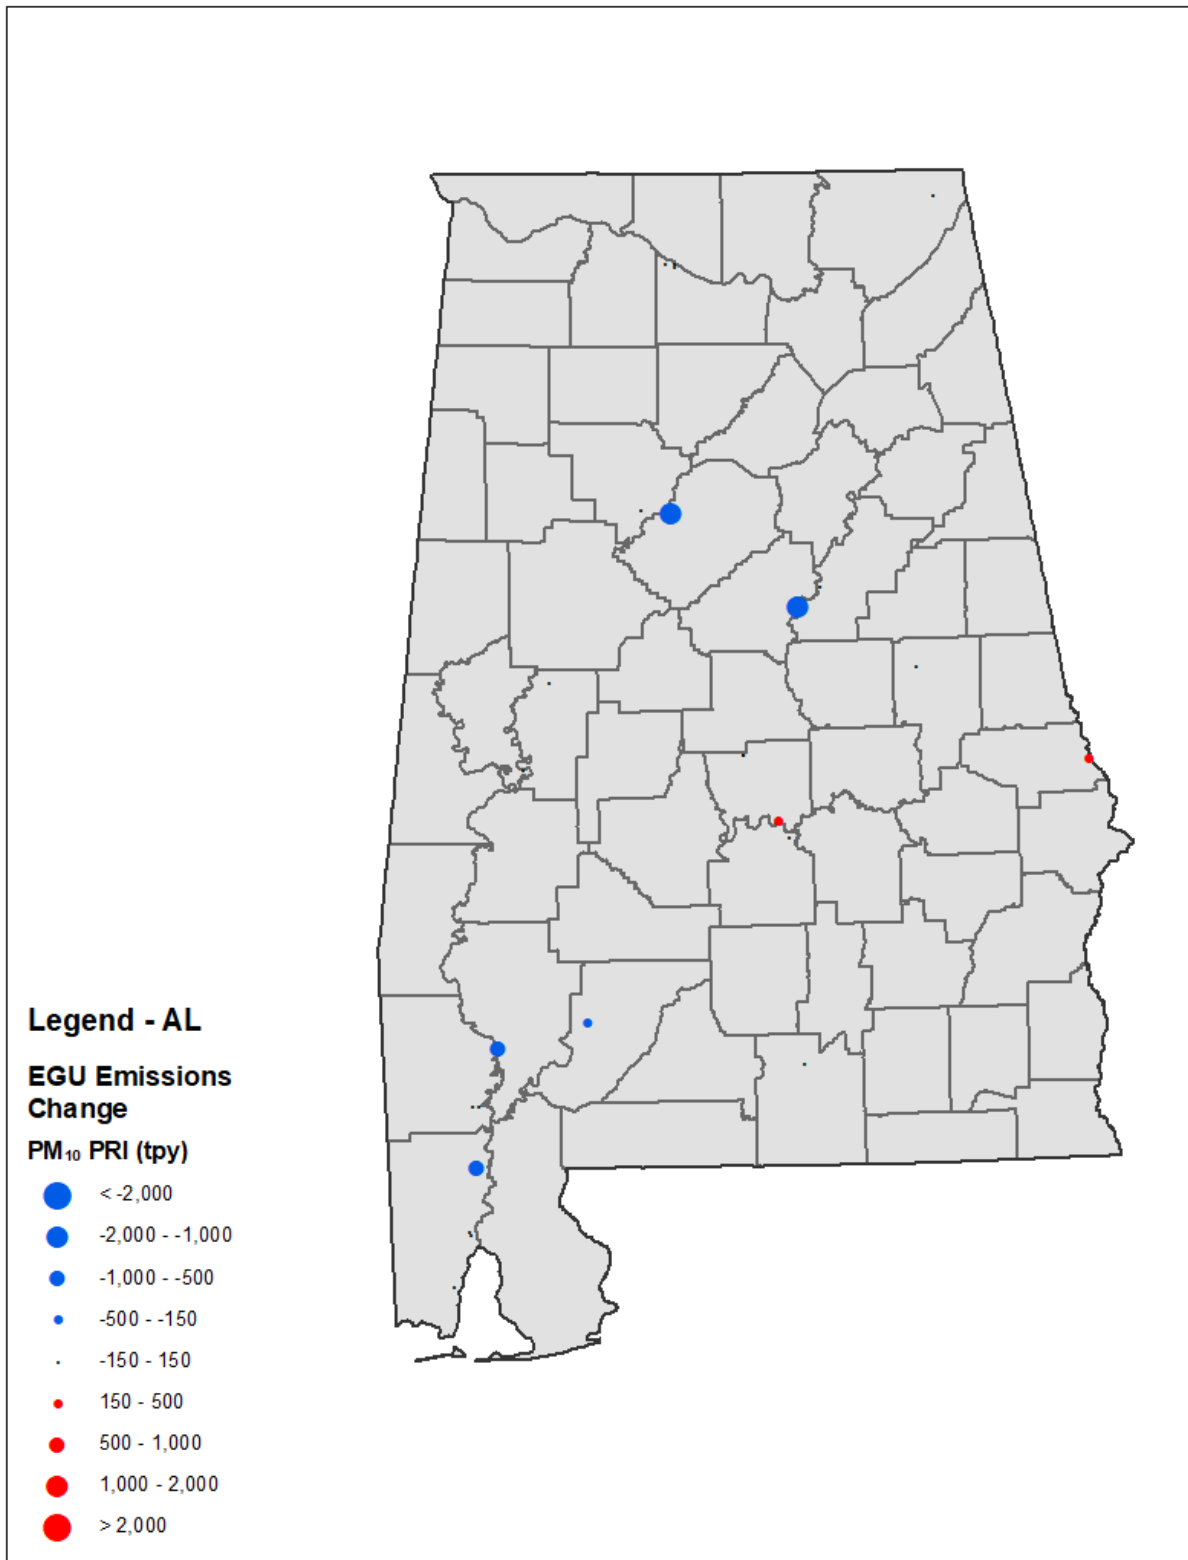 Legend - AL
EGU Emissions
Change
PM₁₀ PRI (tpy)
< -2,000
-2,000 - -1,000
-1,000 - -500
-500 - -150
-150 - 150
150 - 500
500 - 1,000
1,000 - 2,000
> 2,000